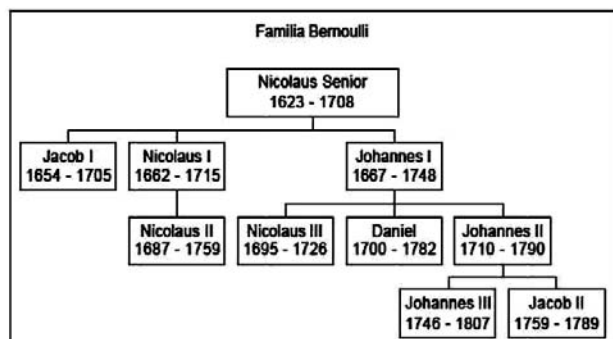 Familia Bernoulli
Nicolaus Senior
1623 - 1708
Jacob I
1654 - 1705
Nicolaus I
1662 - 1715
Johannes I
1667 - 1748
Nicolaus II
1687 - 1759
Nicolaus III
1695 - 1726
Daniel
1700 - 1782
Johannes II
1710 - 1790
Johannes III
1746 - 1807
Jacob II
1759 - 1789